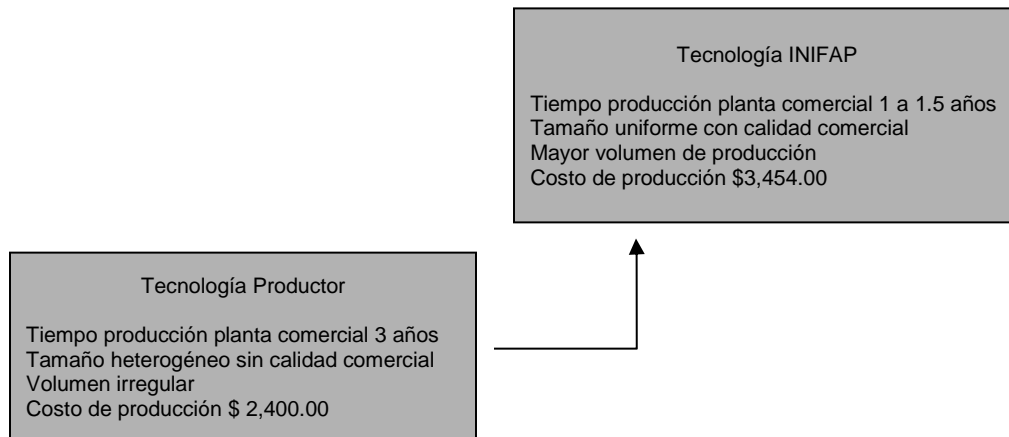 Tecnología INIFAP
Tiempo producción planta comercial 1 a 1.5 años
Tamaño uniforme con calidad comercial
Mayor volumen de producción
Costo de producción $3,454.00
Tecnología Productor
Tiempo producción planta comercial 3 años
Tamaño heterogéneo sin calidad comercial
Volumen irregular
Costo de producción $ 2,400.00